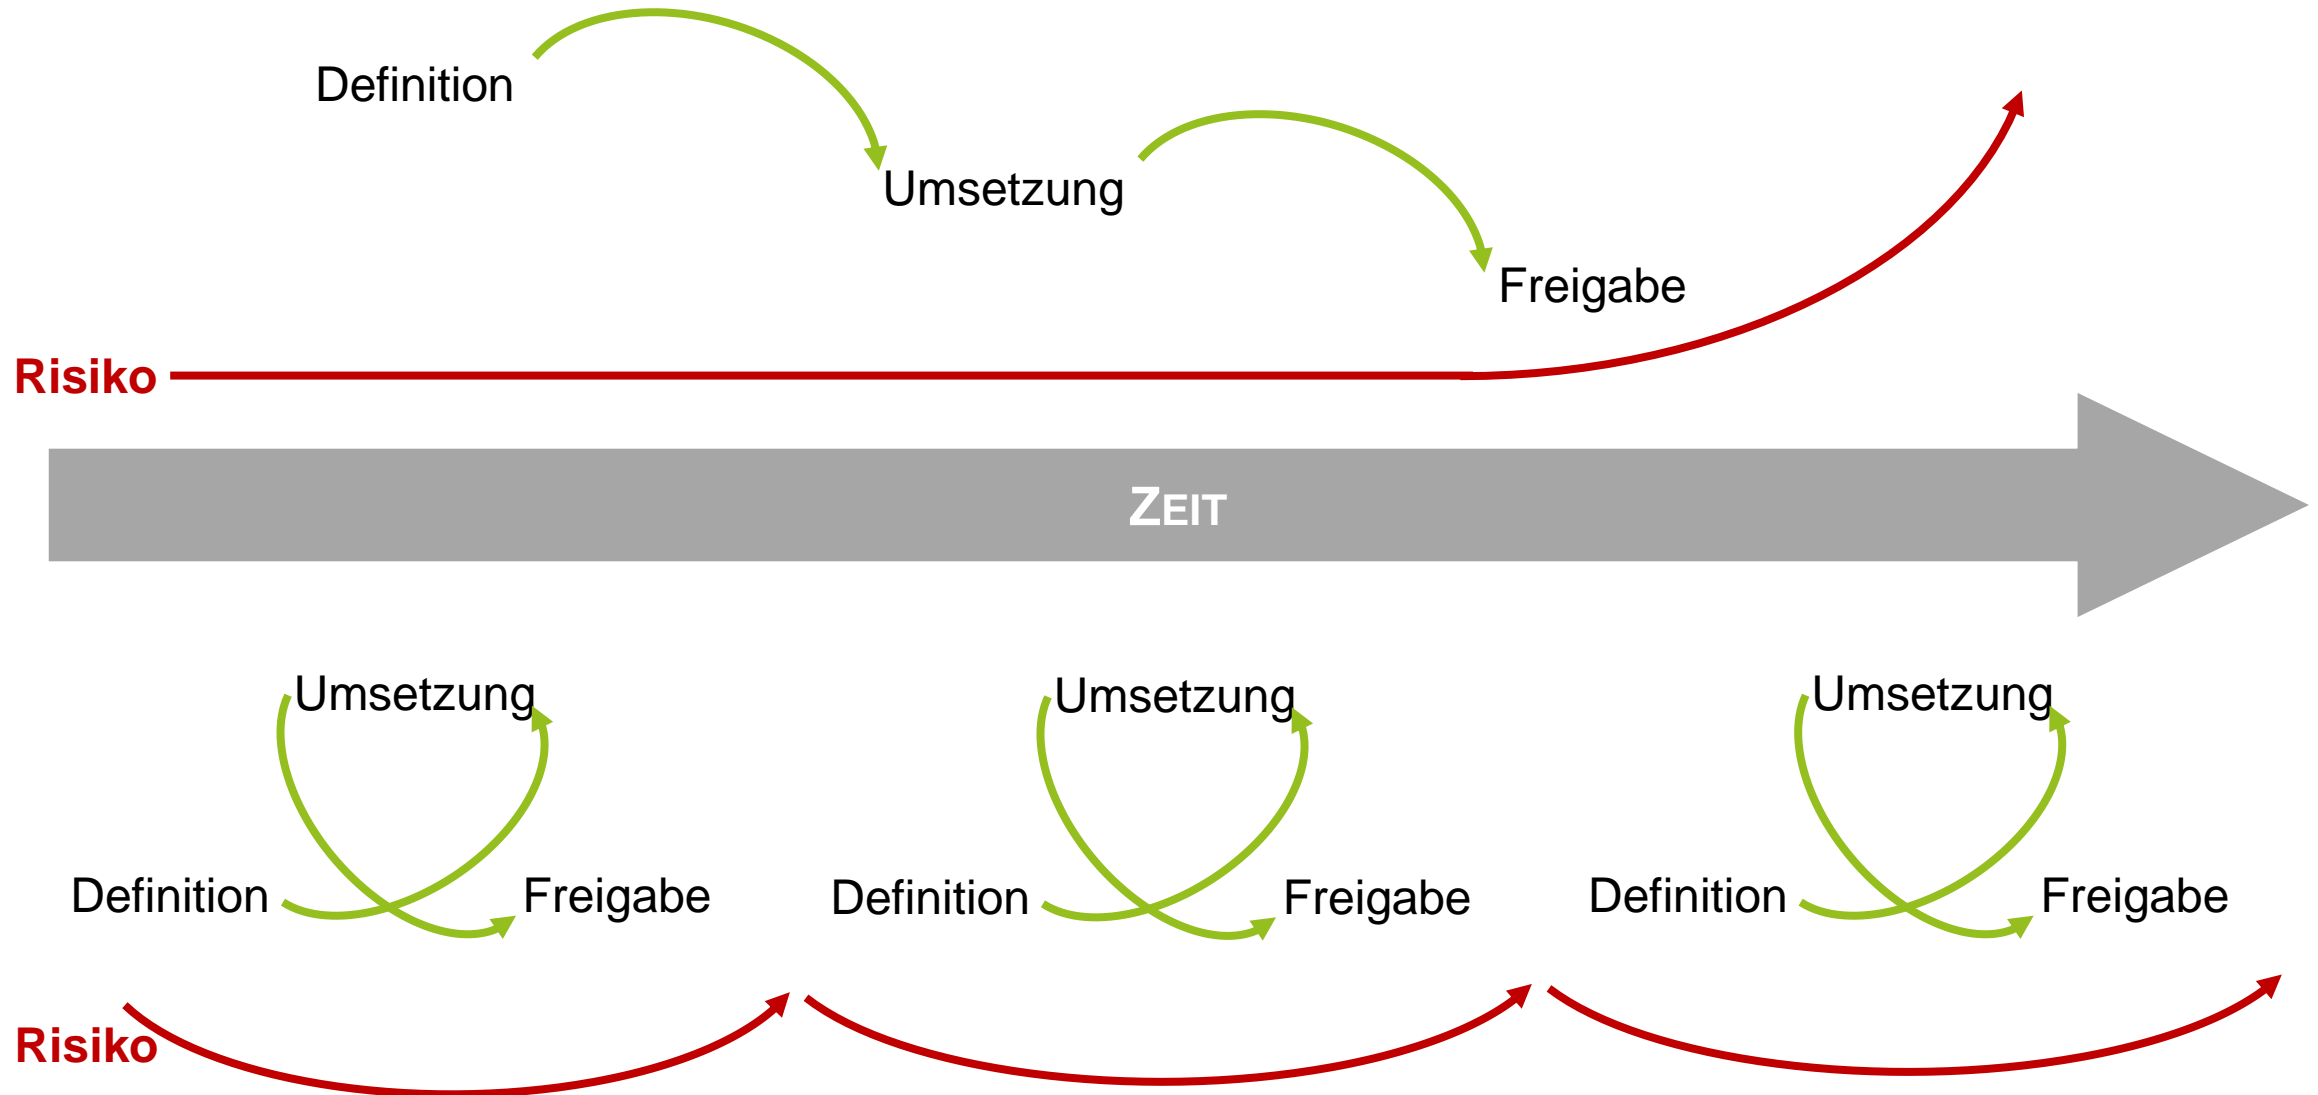 Definition
Umsetzung
Freigabe
Risiko
ZEIT
Umsetzung
Umsetzung
Umsetzung
Definition
Freigabe
Definition
Freigabe
Definition
Freigabe
Risiko